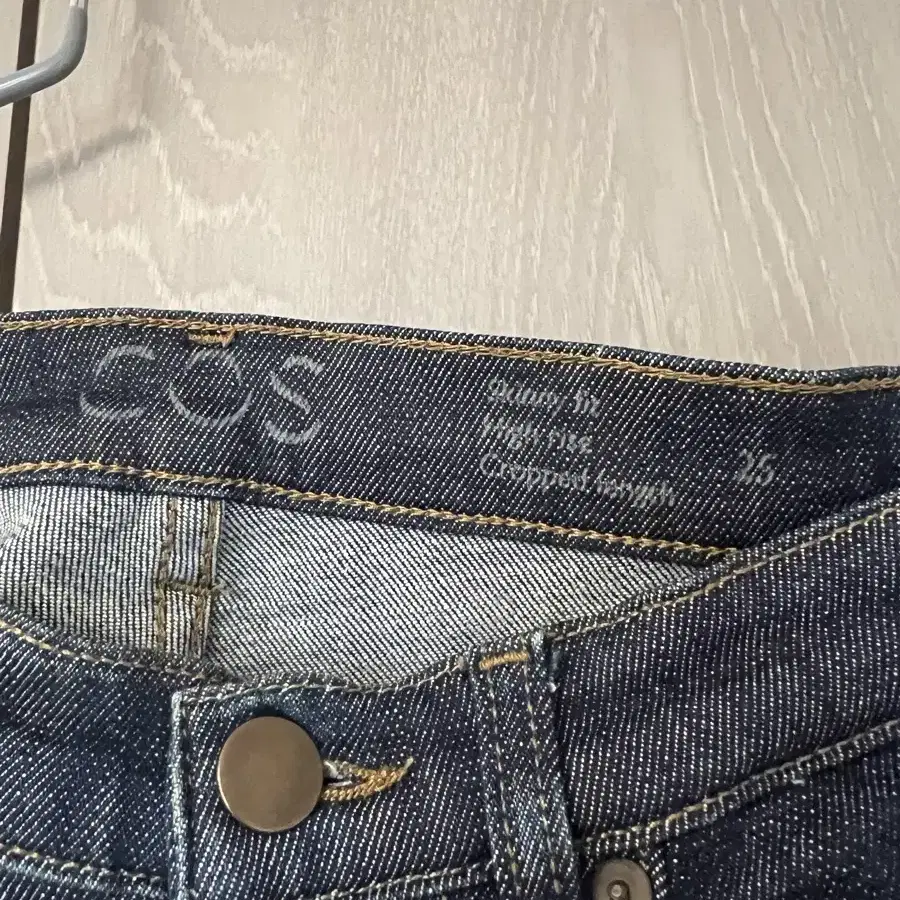 COS
Skinny fit
High rise
Cropped length
25